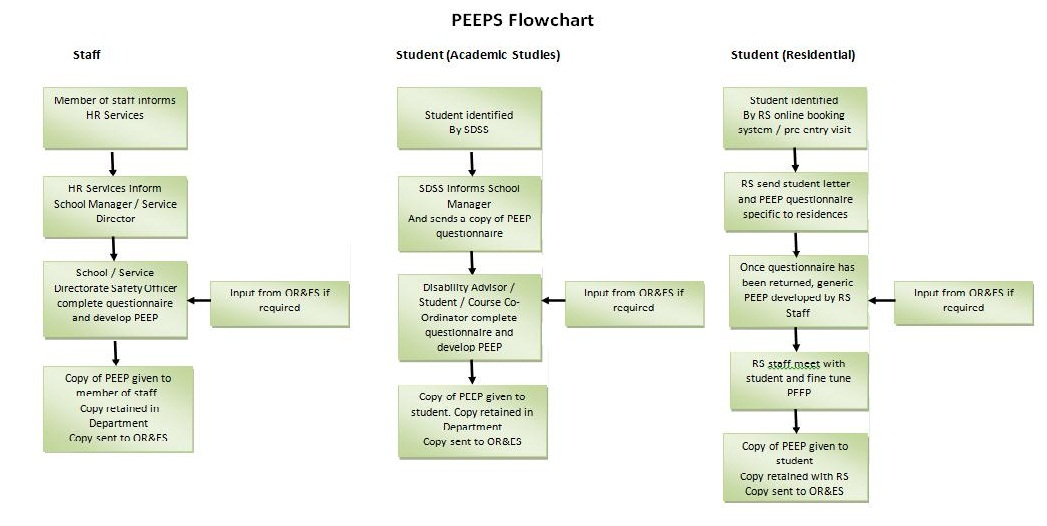 PEEPS Flowchart
Staff
Member of staff informs
HR Services
HR Services Inform
School Manager / Service
Director
School / Service
Directorate Safety Officer
complete questionnaire
and develop PEEP
Input from OR&ES if
required
Copy of PEEP given to
member of staff
Copy retained in
Department
Copy sent to OR&ES
Student (Academic Studies)
Student identified
By SDSS
SDSS Informs School
Manager
And sends a copy of PEEP
questionnaire
Disability Advisor /
Student / Course Co-
Ordinator complete
questionnaire and
develop PEEP
Input from OR&ES if
required
Copy of PEEP given to
student. Copy retained in
Department
Copy sent to OR&ES
Student (Residential)
Student identified
By RS online booking
system / pre entry visit
RS send student letter
and PEEP questionnaire
specific to residences
Once questionnaire has
been returned, generic
PEEP developed by RS
Staff
Input from OR&ES if
required
RS staff meet with
student and fine tune
PEEP
Copy of PEEP given to
student
Copy retained with RS
Copy sent to OR&ES